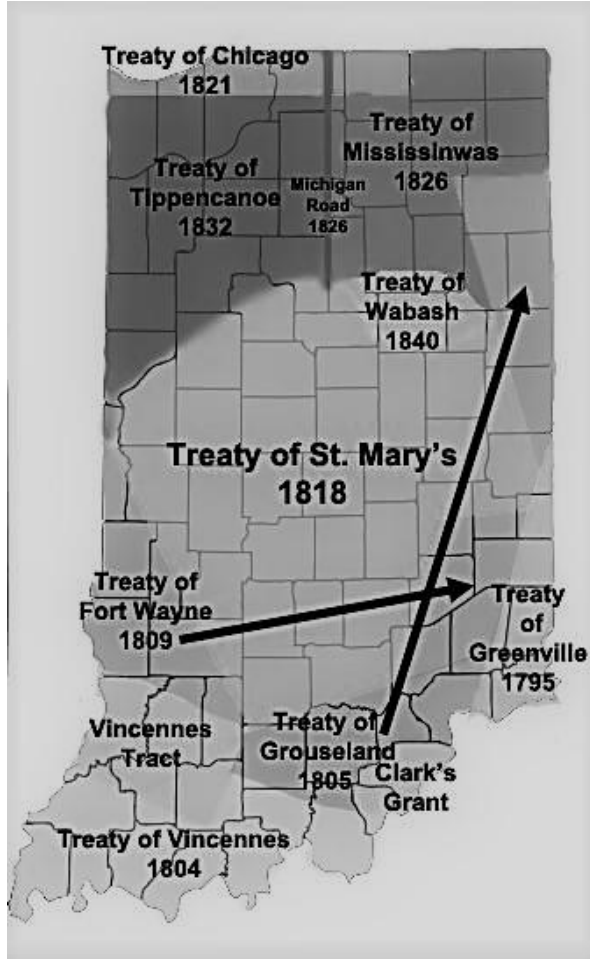 Treaty of Chicago
1821
Treaty of
Mississinwas
1826
Treaty of
Tippencanoe
1832
Michigan
Road
1826
Treaty of
Wabash
1840
Treaty of St. Mary's
1818
Treaty of
Fort Wayne
1809
Treaty
of
Greenville
1795
Vincennes
Tract
Treaty of
Grouseland
1805
Clark's
Grant
Treaty of Vincennes
1804